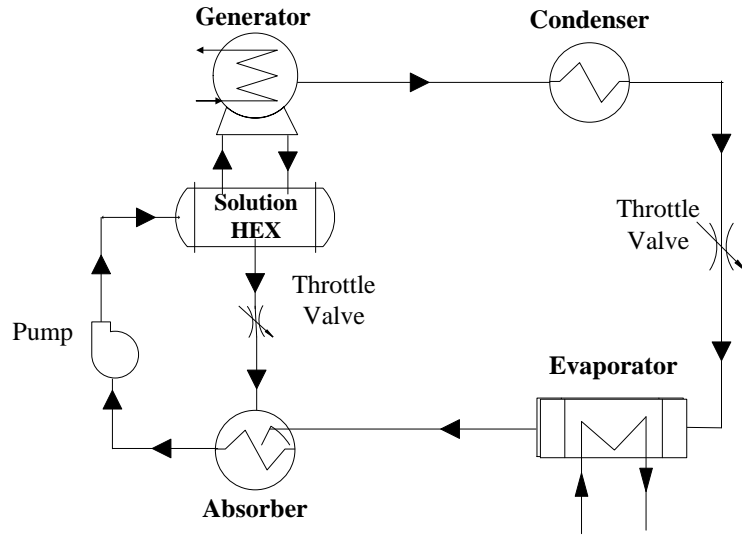 Generator
Condenser
Solution
HEX
Throttle
Valve
Throttle
Valve
Pump
Evaporator
Absorber